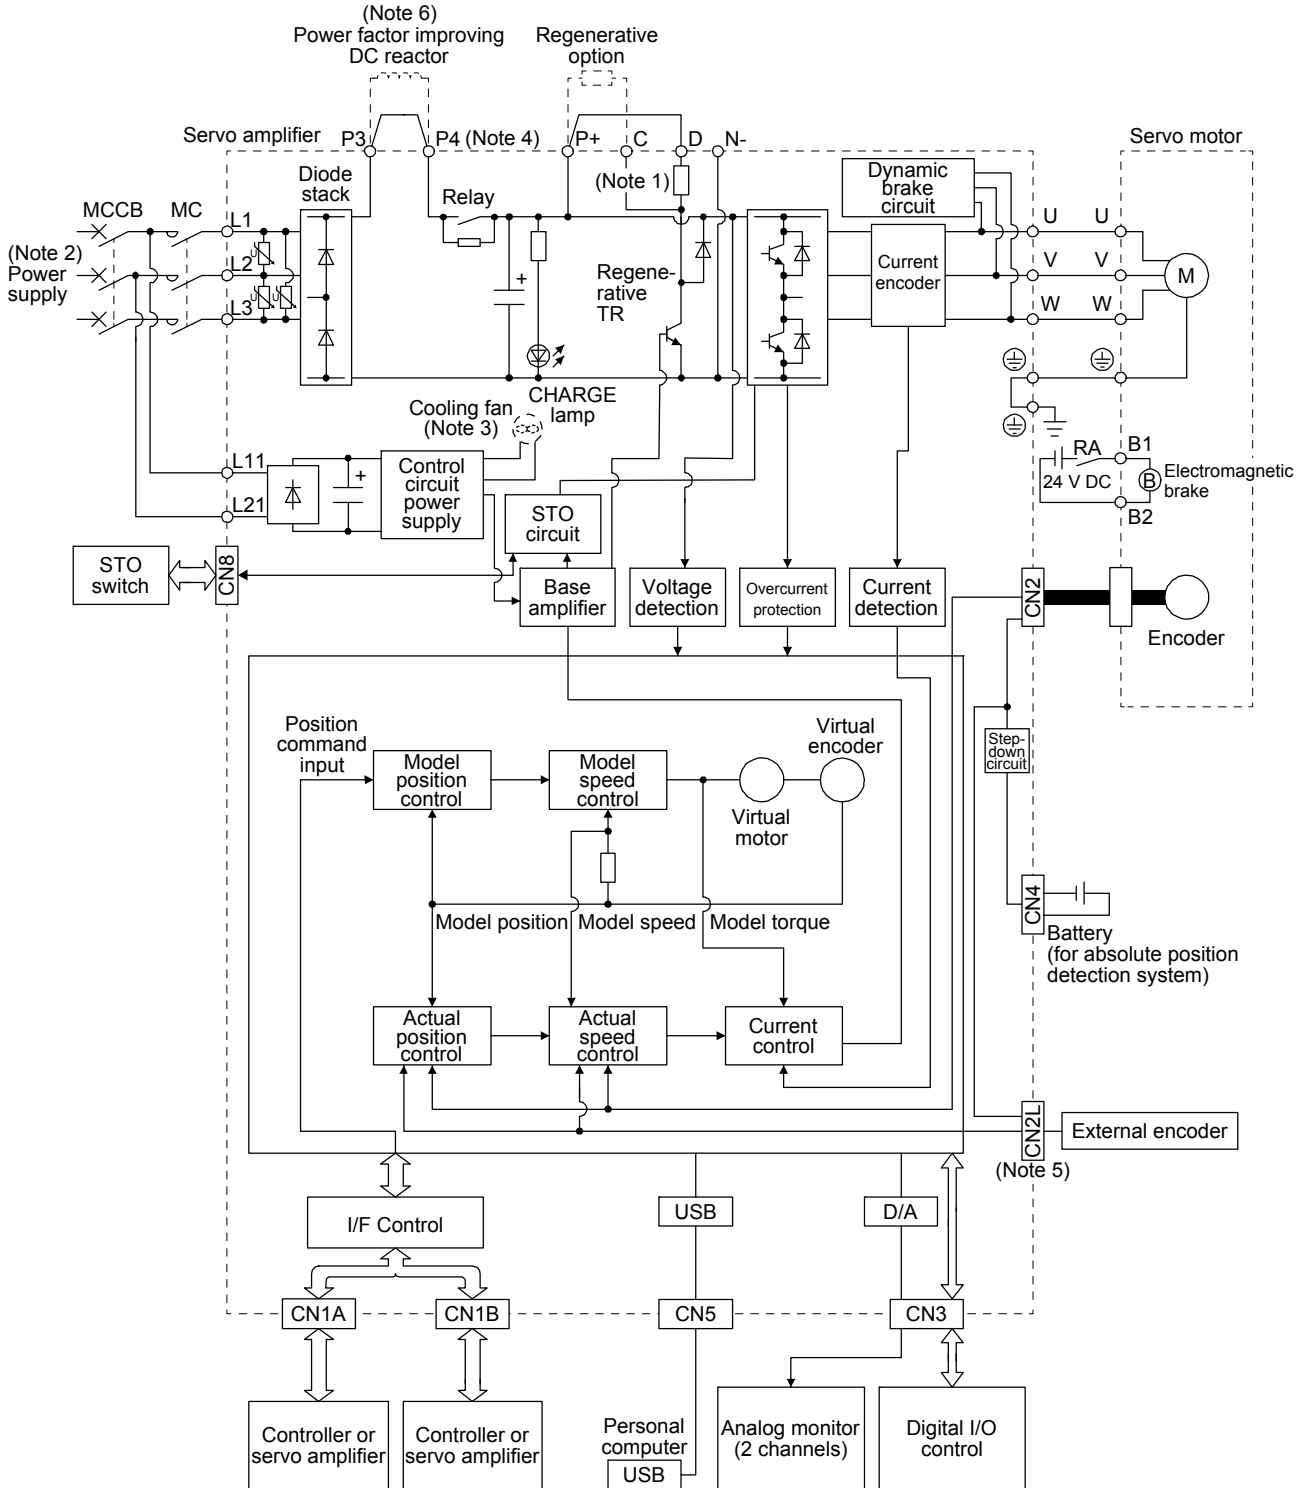 (Note 6)
Power factor improving
DC reactor
Regenerative
option
Servo amplifier
P3
P4 (Note 4)
P+
C
D
N-
Servo motor
Diode
stack
(Note 1)
Dynamic
brake
circuit
MCCB
MC
L1
Relay
U
U
(Note 2)
Power
supply
L2
U
Regene-
rative
TR
+
Current
encoder
V
V
M
L3
U
U
W
W
CHARGE
lamp
Cooling fan
(Note 3)
L11
+
Control
circuit
power
supply
RA
B1
24 V DC
B
Electromagnetic
brake
L21
STO
circuit
B2
STO
switch
CN8
Base
amplifier
Voltage
detection
Overcurrent
protection
Current
detection
CN2
Encoder
Position
command
input
Virtual
encoder
Model
position
control
Model
speed
control
Step-
down
circuit
Virtual
motor
CN4
Model position
Model speed
Model torque
Battery
(for absolute position
detection system)
Actual
position
control
Actual
speed
control
Current
control
CN2L
External encoder
(Note 5)
I/F Control
USB
D/A
CN1A
CN1B
CN5
CN3
Controller or
servo amplifier
Controller or
servo amplifier
Personal
computer
USB
Analog monitor
(2 channels)
Digital I/O
control